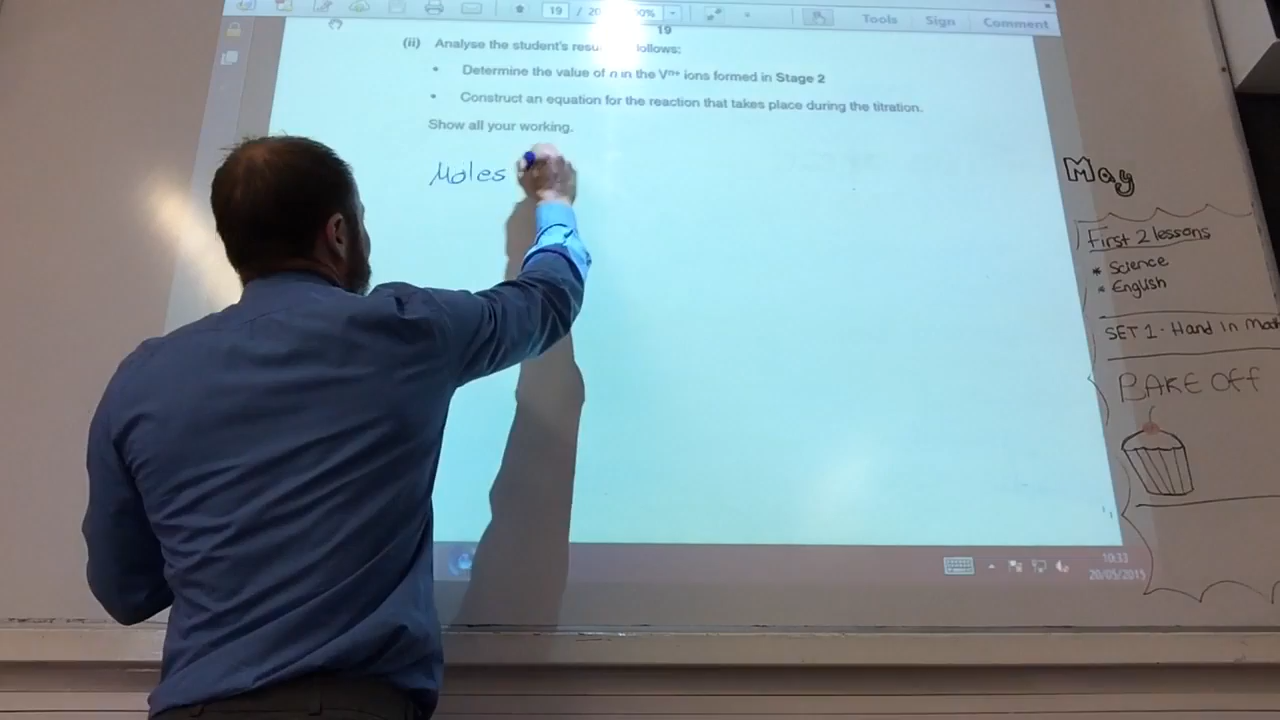 19 / 20
Tools Sign Comment
19
(ii) Analyse the student's follows:
• Determine the value of n in the Vn+ ions formed in Stage 2
• Construct an equation for the reaction that takes place during the titration.
Show all your working.
Moles
May
First 2 lessons
* Science
* English
SET 1 - Hand in
BAKE OFF
10:33
20/05/2015